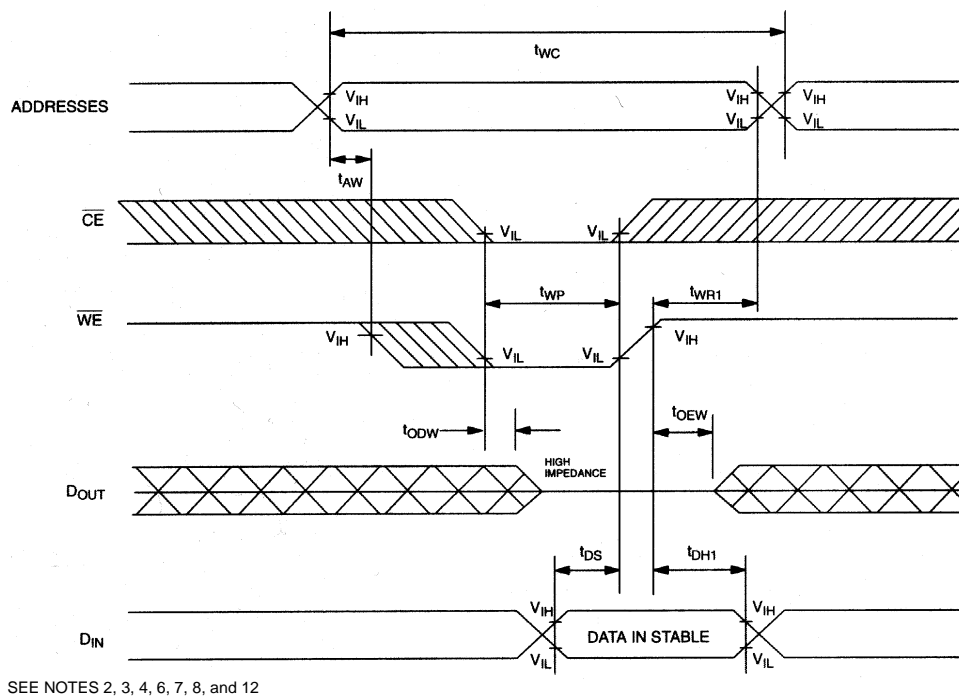 tWC
ADDRESSES VIH VIL VIH VIL VIH VIL
tAW
CE VIL VIL
tWP tWR1
WE VIH VIL VIL VIH
tODW tOEW
HIGH IMPEDANCE
DOUT
tDS tDH1
DIN VIH VIL DATA IN STABLE VIH VIL
SEE NOTES 2, 3, 4, 6, 7, 8, and 12